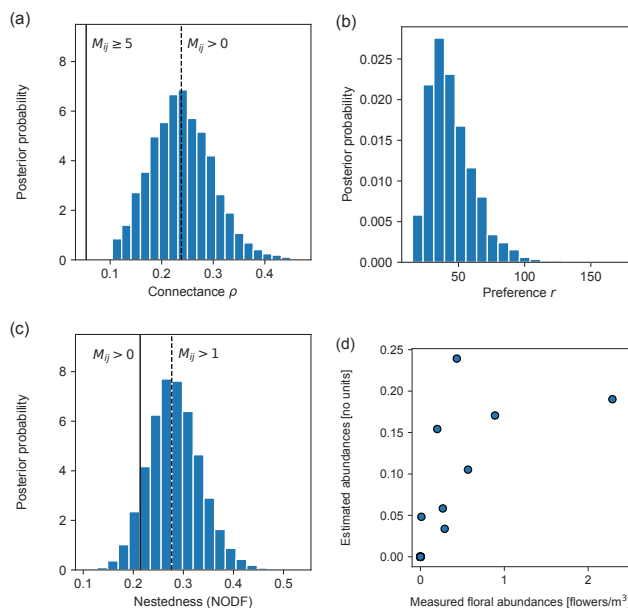 (a)
M_ij ≥ 5
M_ij > 0
Posterior probability
8
6
4
2
0
0.1 0.2 0.3 0.4
Connectance ρ
(b)
Posterior probability
0.025
0.020
0.015
0.010
0.005
0.000
50 100 150
Preference r
(c)
M_ij > 0
M_ij > 1
Posterior probability
8
6
4
2
0
0.1 0.2 0.3 0.4 0.5
Nestedness (NODF)
(d)
Estimated abundances [no units]
0.25
0.20
0.15
0.10
0.05
0.00
0 1 2
Measured floral abundances [flowers/m³